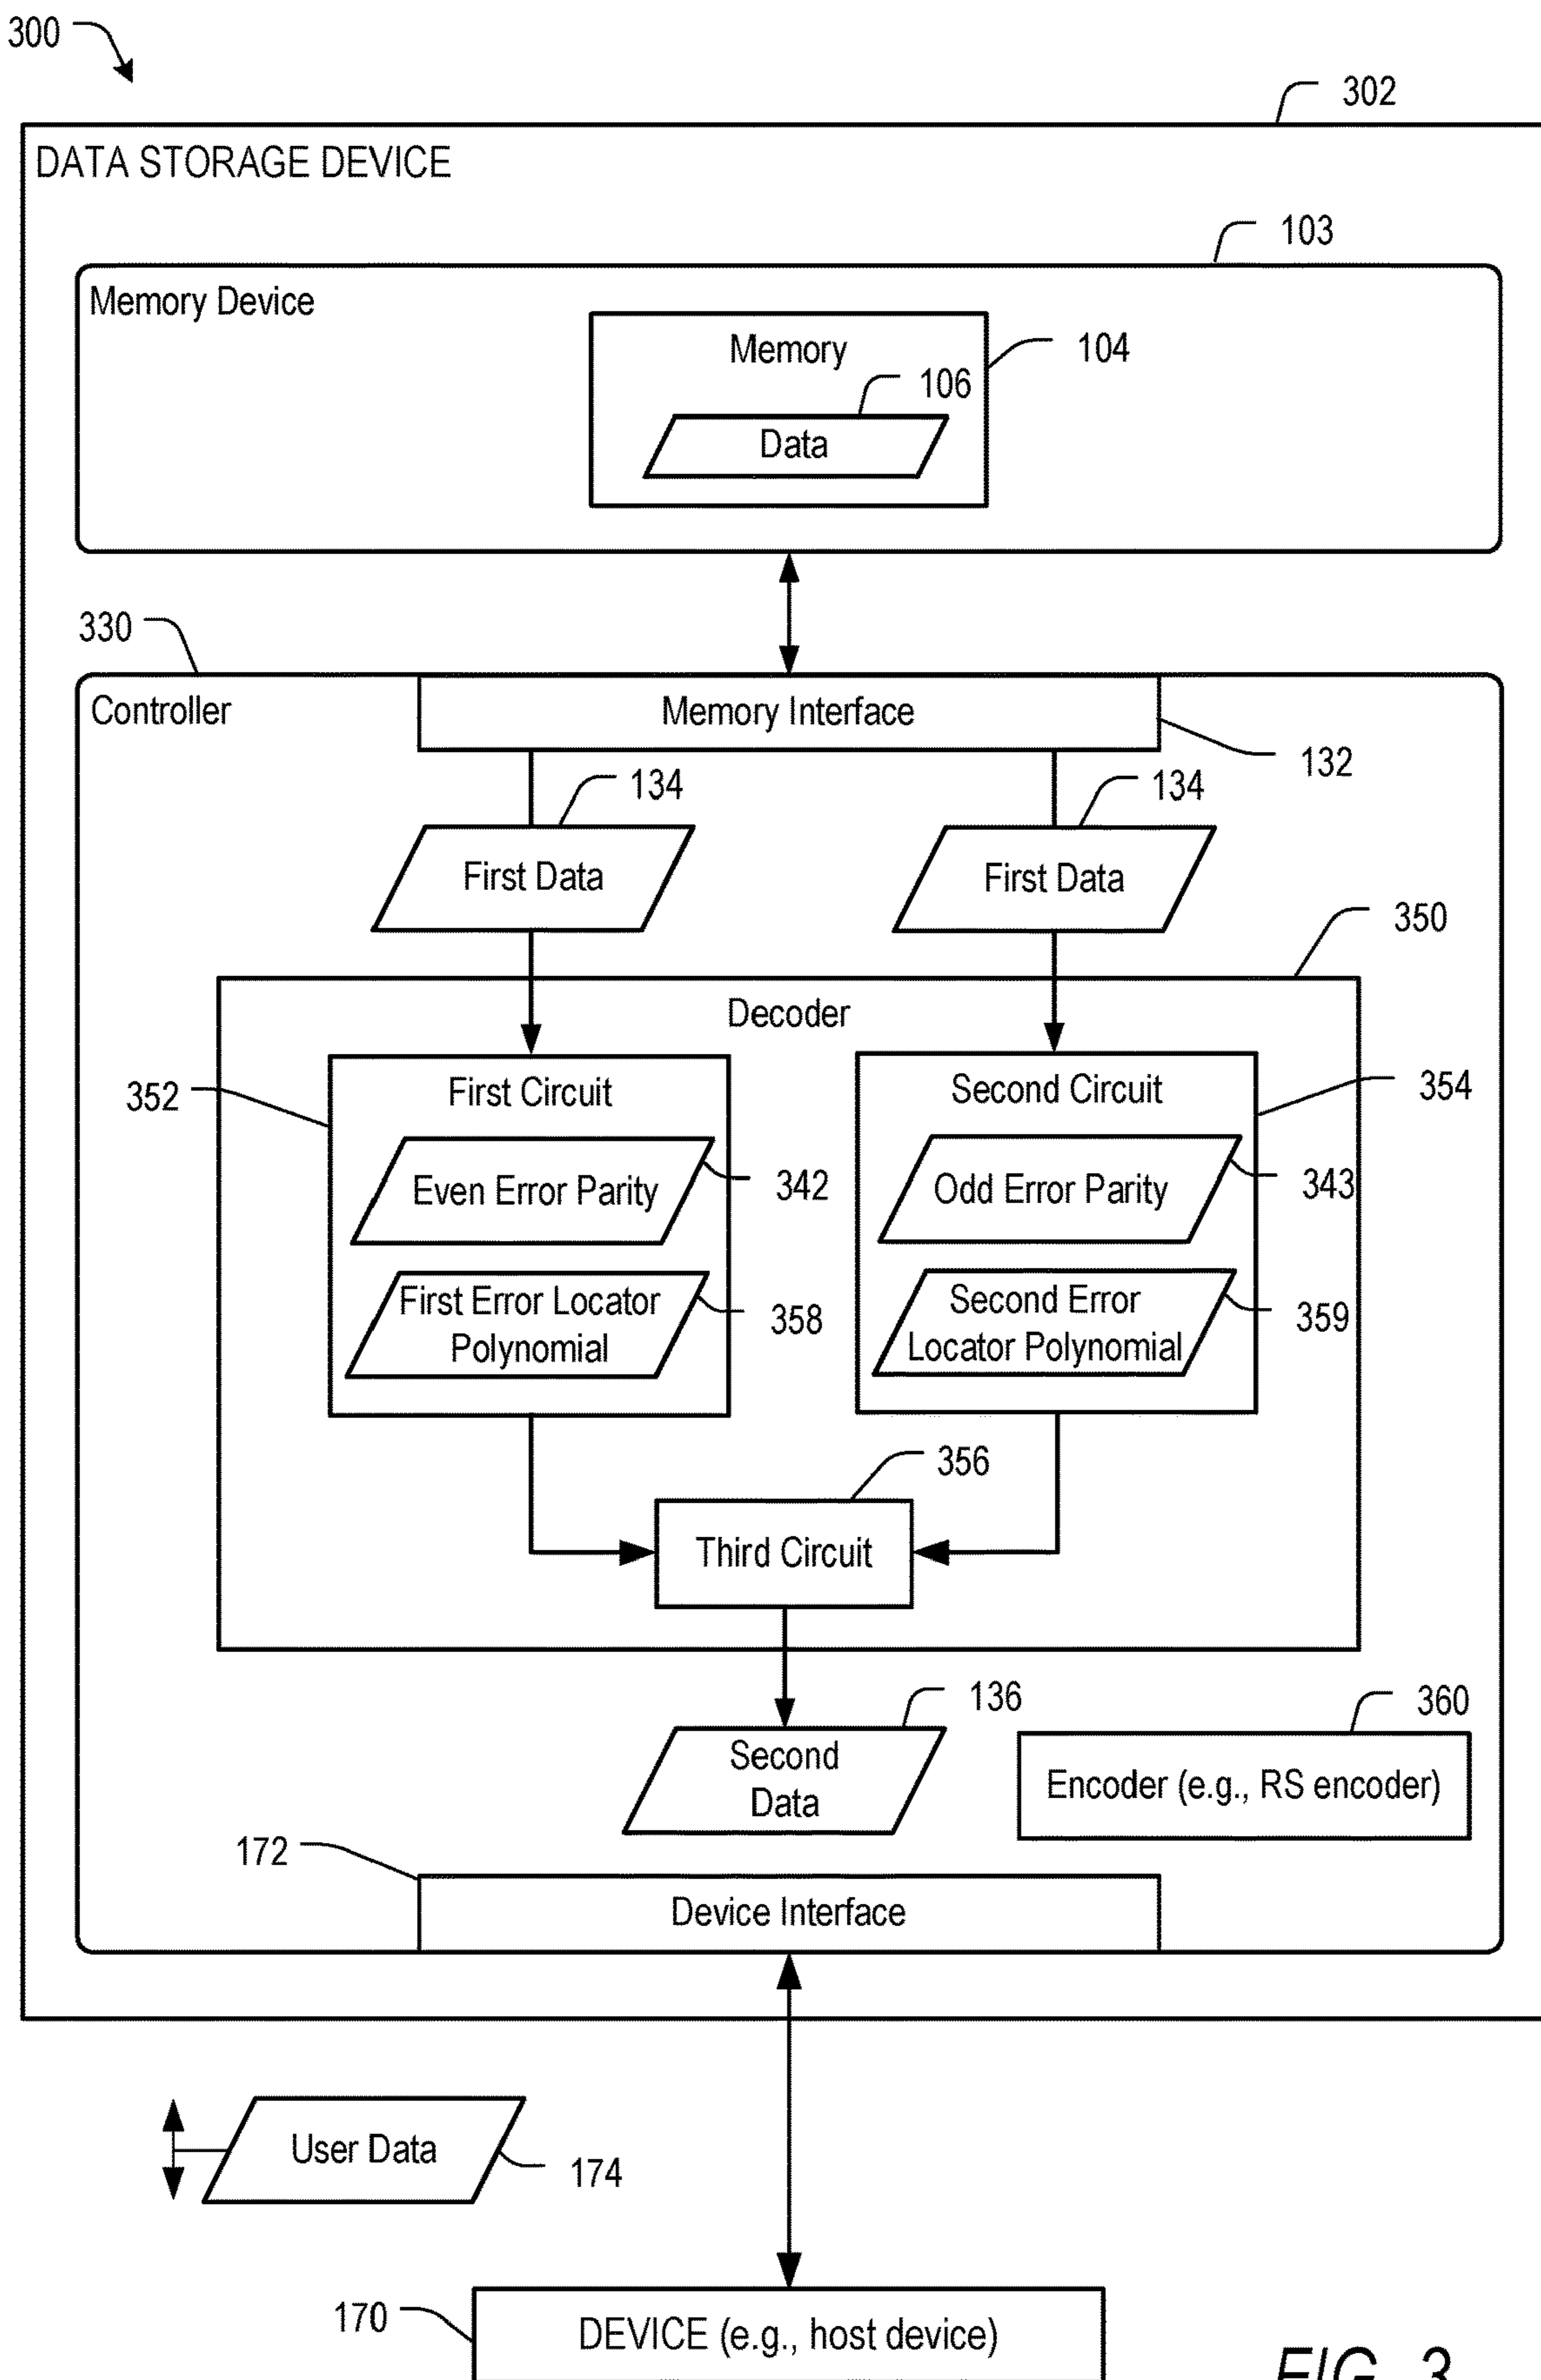 300
302
DATA STORAGE DEVICE
103
Memory Device
Memory
104
106
Data
330
Controller
Memory Interface
132
134
134
First Data
First Data
350
Decoder
352
First Circuit
Second Circuit
354
Even Error Parity
342
Odd Error Parity
343
First Error Locator
Polynomial
358
Second Error
Locator Polynomial
359
356
Third Circuit
136
360
Second
Data
Encoder (e.g., RS encoder)
172
Device Interface
User Data
174
170
DEVICE (e.g., host device)
FIG. 3